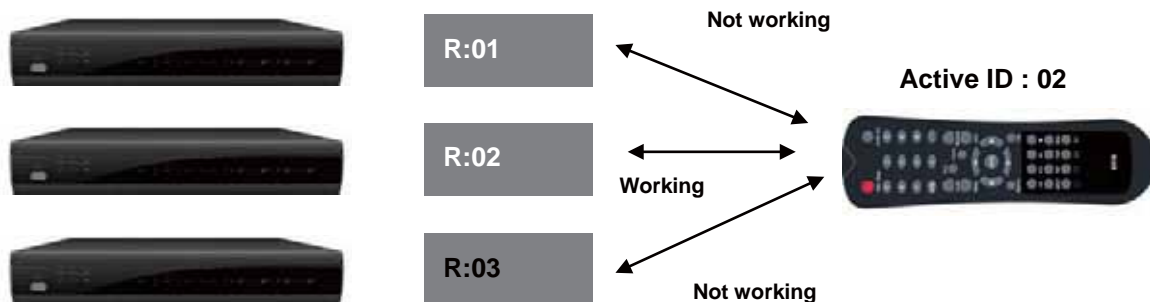 Not working
R:01
Active ID : 02
R:02
Working
R:03
Not working